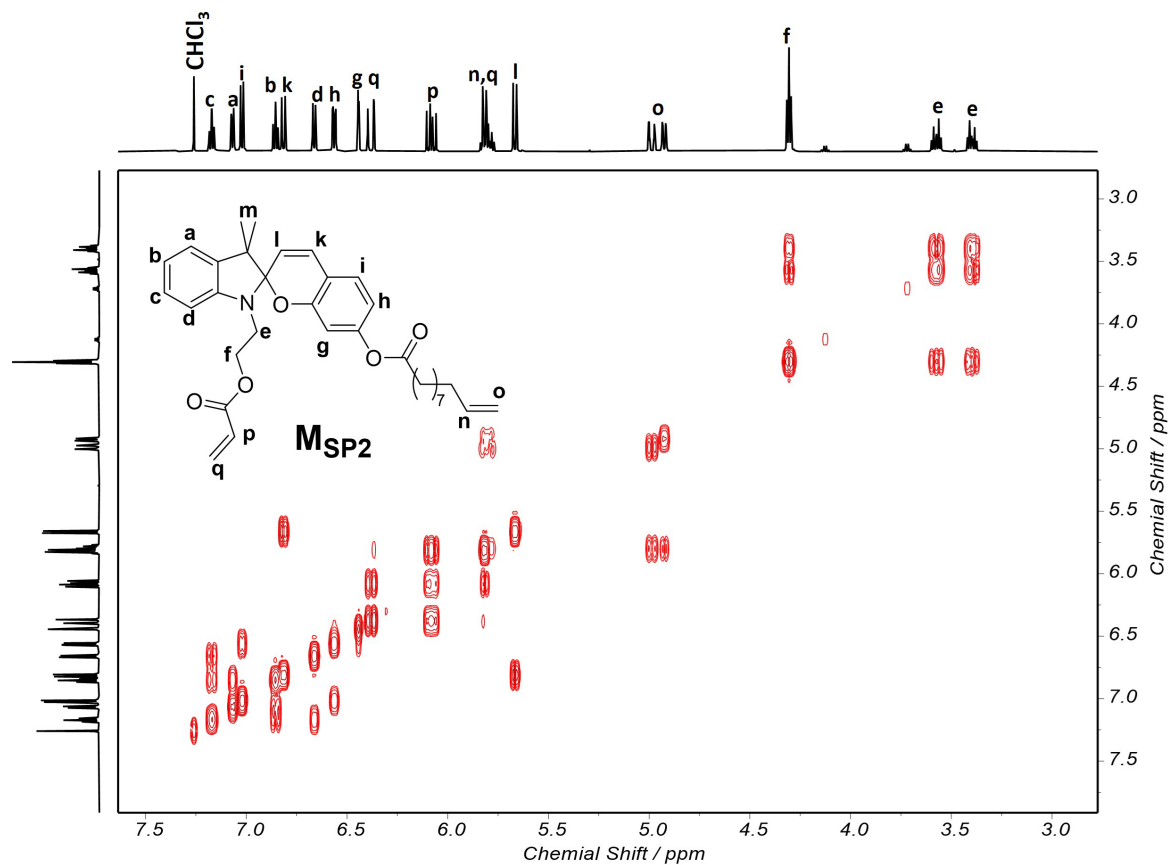 CHCl3
c a i b k d h g q p n,q l o f e e
m
a l k
b i
c h
N O
d e g O
f O
O
O 7 o
n
p
q
MSP2
3.0
3.5
4.0
4.5
5.0
5.5
6.0
6.5
7.0
7.5
Chemial Shift / ppm
7.5 7.0 6.5 6.0 5.5 5.0 4.5 4.0 3.5 3.0
Chemial Shift / ppm